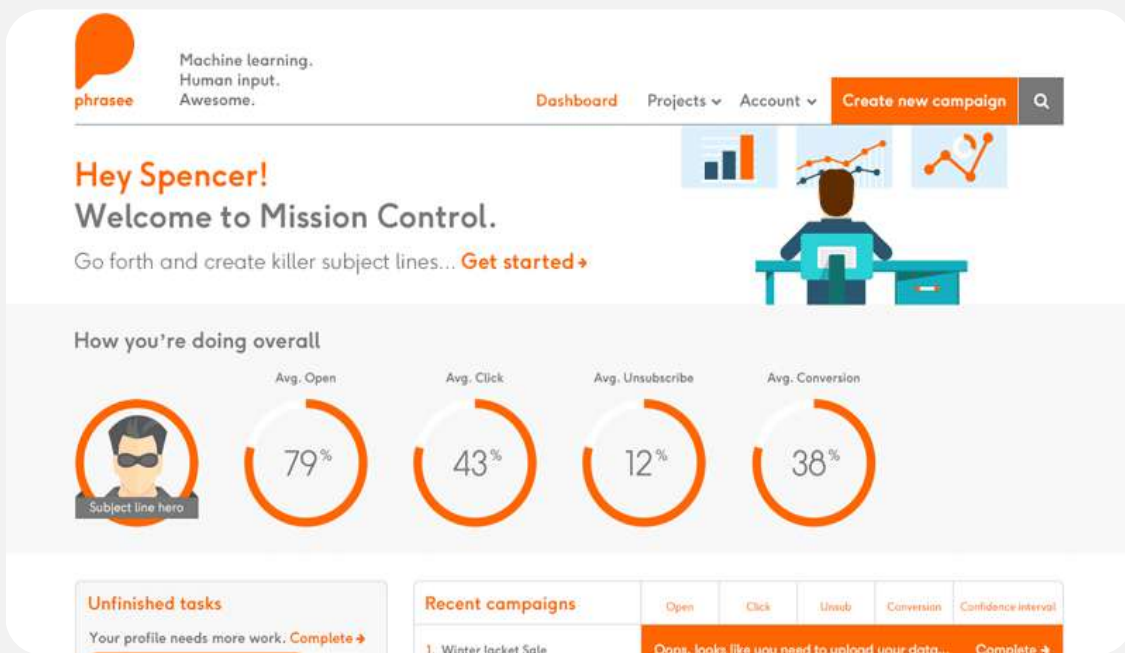 phrasee
Machine learning.
Human input.
Awesome.
Dashboard Projects Account Create new campaign
Hey Spencer!
Welcome to Mission Control.
Go forth and create killer subject lines... Get started
How you're doing overall
Avg. Open Avg. Click Avg. Unsubscribe Avg. Conversion
79% 43% 12% 38%
Subject line hero
Unfinished tasks
Recent campaigns Open Click Unsub Conversion Confidence interval
Your profile needs more work. Complete
1. Winter Jacket Sale Oops, looks like you need to upload your data... Complete